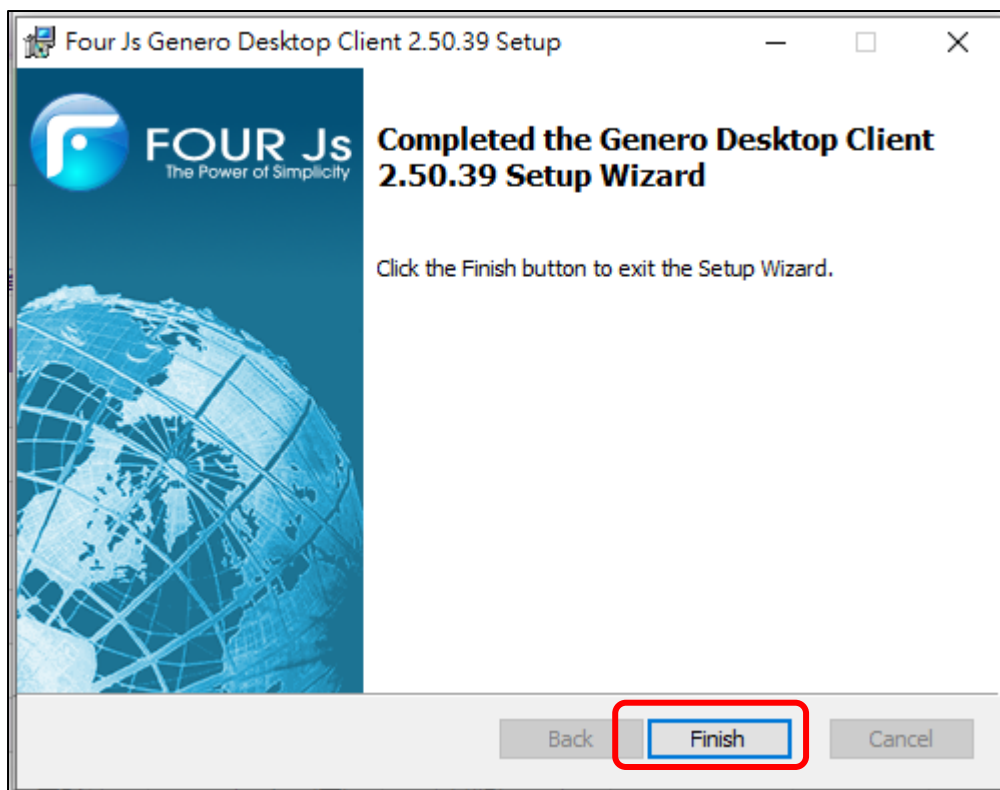 Four Js Genero Desktop Client 2.50.39 Setup
FOUR Js
The Power of Simplicity
Completed the Genero Desktop Client
2.50.39 Setup Wizard
Click the Finish button to exit the Setup Wizard.
Back
Finish
Cancel